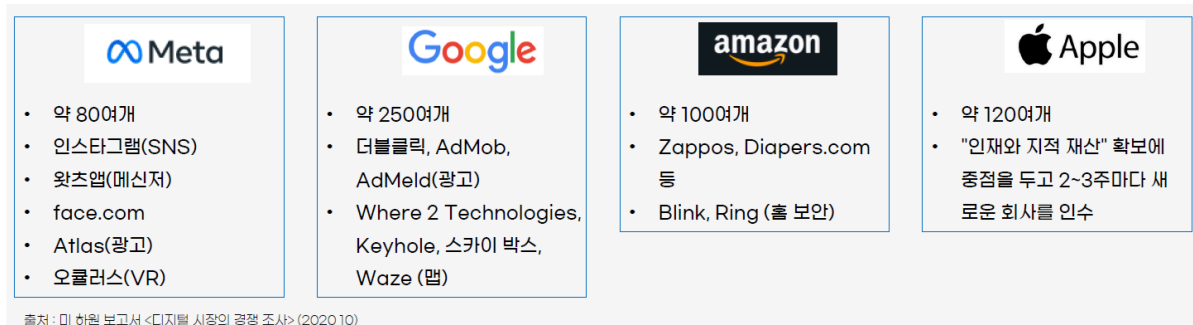 Meta
• 약 80여개
• 인스타그램(SNS)
• 왓츠앱(메신저)
• face.com
• Atlas(광고)
• 오큘러스(VR)
Google
• 약 250여개
• 더블클릭, AdMob,
AdMeld(광고)
• Where 2 Technologies,
Keyhole, 스카이 박스,
Waze (맵)
amazon
• 약 100여개
• Zappos, Diapers.com
등
• Blink, Ring (홈 보안)
Apple
• 약 120여개
• "인재와 지적 재산" 확보에
중점을 두고 2~3주마다 새
로운 회사를 인수
출처 : 미 하원 보고서 <디지털 시장의 경쟁 조사> (2020.10)